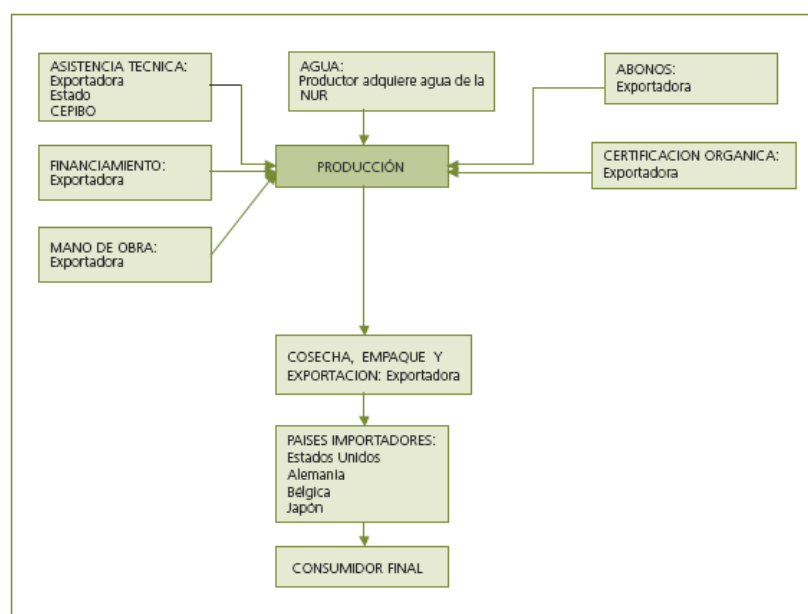 ASISTENCIA TECNICA:
Exportadora
Estado
CEPIBO
AGUA:
Productor adquiere agua de la
NUR
ABONOS:
Exportadora
FINANCIAMIENTO:
Exportadora
PRODUCCIÓN
CERTIFICACION ORGANICA:
Exportadora
MANO DE OBRA:
Exportadora
COSECHA, EMPAQUE Y
EXPORTACION: Exportadora
PAISES IMPORTADORES:
Estados Unidos
Alemania
Bélgica
Japón
CONSUMIDOR FINAL